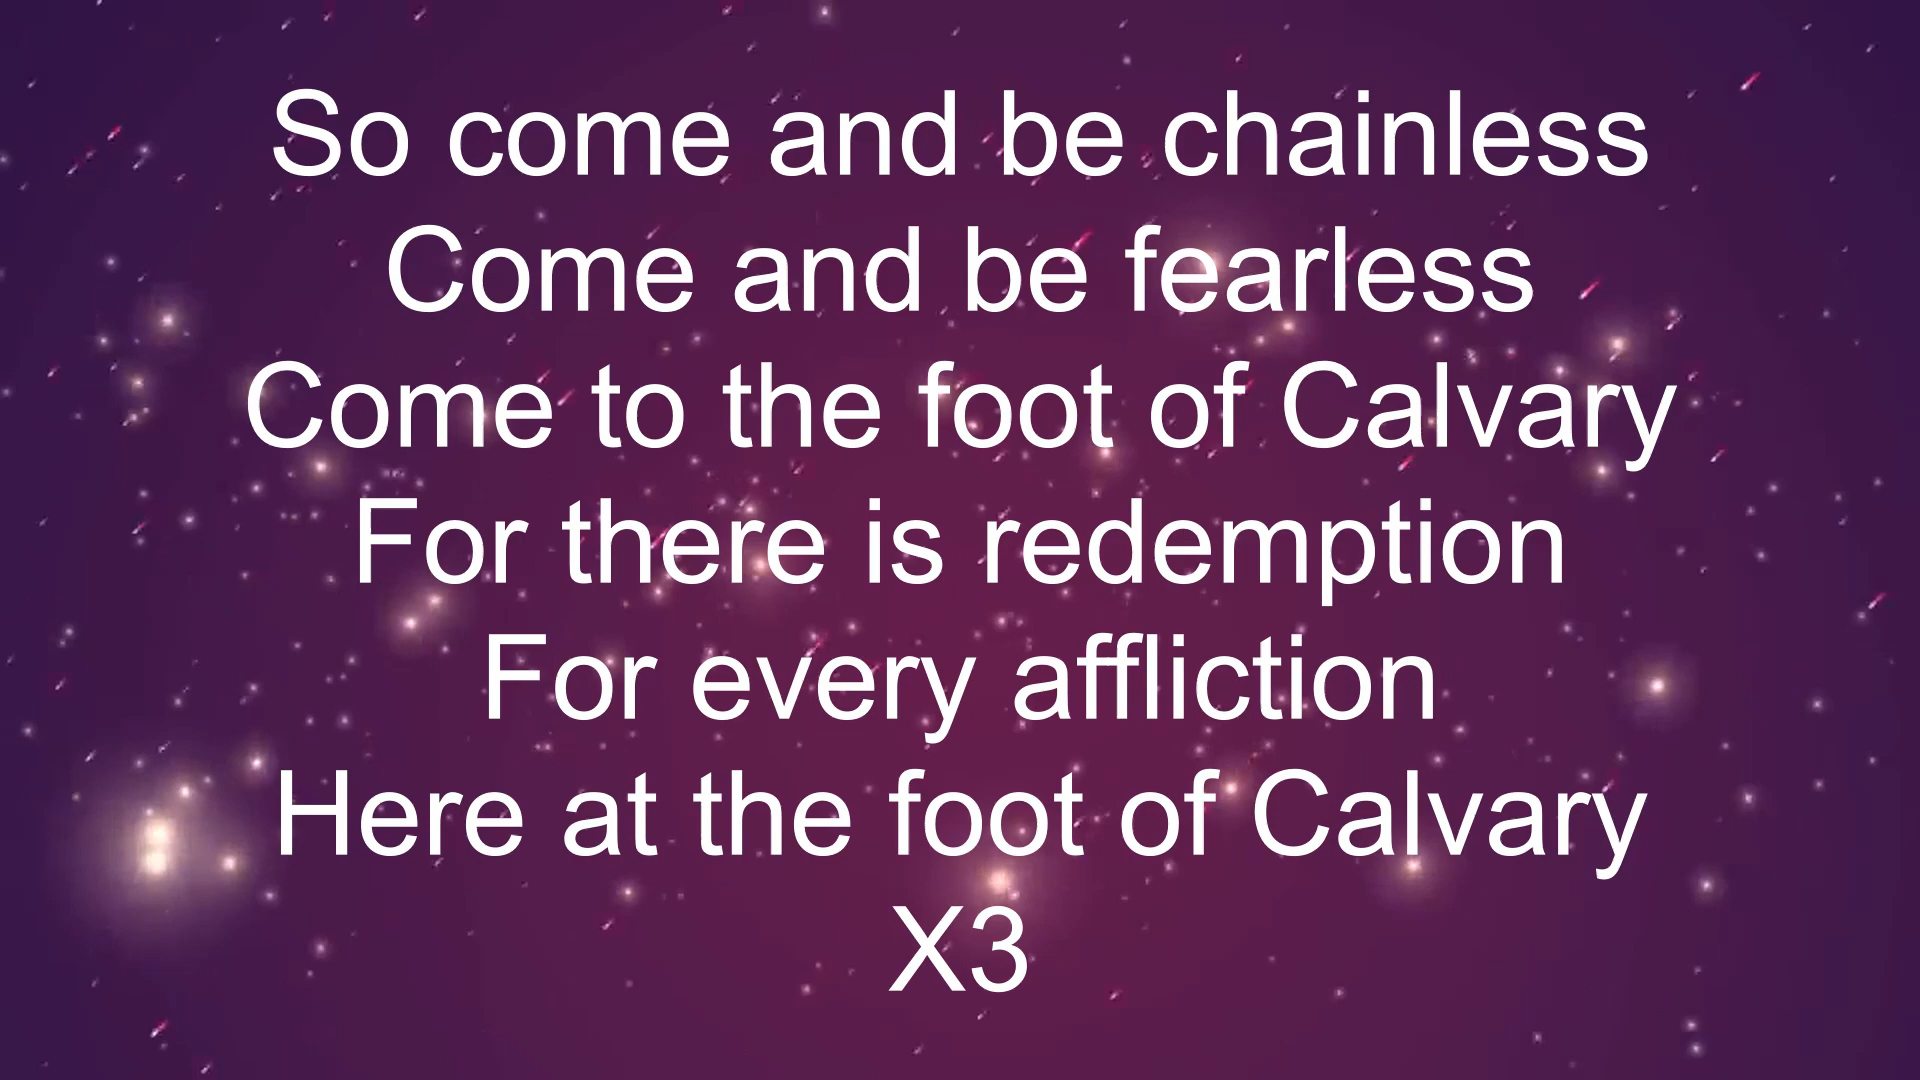 So come and be chainless
Come and be fearless
Come to the foot of Calvary
For there is redemption
For every affliction
Here at the foot of Calvary
X3